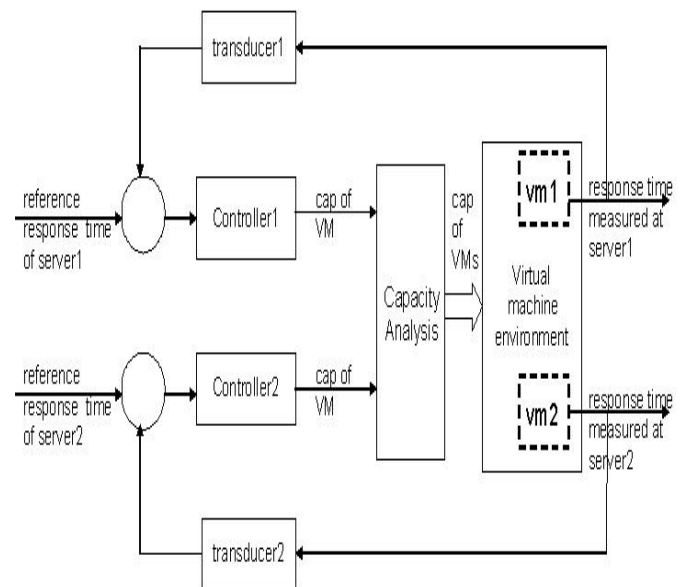 transducer1
reference
response time
of server1
Controller1
cap of
VM
Capacity
Analysis
cap
of
VMs
vm1
Virtual
machine
environment
response time
measured at
server1
reference
response time
of server2
Controller2
cap of
VM
vm2
response time
measured at
server2
transducer2